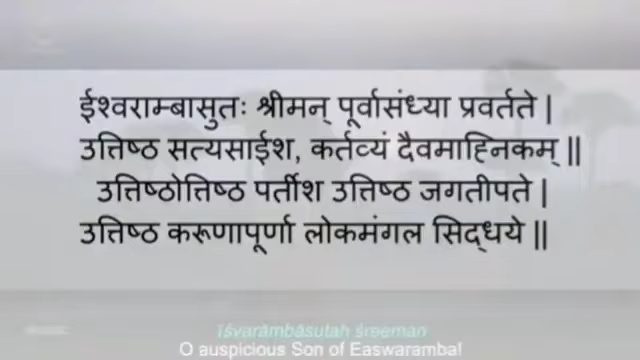 ईश्वराम्बासुतः श्रीमन् पूर्वासंध्या प्रवर्तते |
उत्तिष्ठ सत्यसाईश, कर्तव्यं दैवमाह्निकम् ||
उत्तिष्ठोत्तिष्ठ पर्तीश उत्तिष्ठ जगतीपते |
उत्तिष्ठ करूणापूर्णा लोकमंगल सिद्धये ||
Iśvarāmbāsutah śreeman
O auspicious Son of Easwaramba!